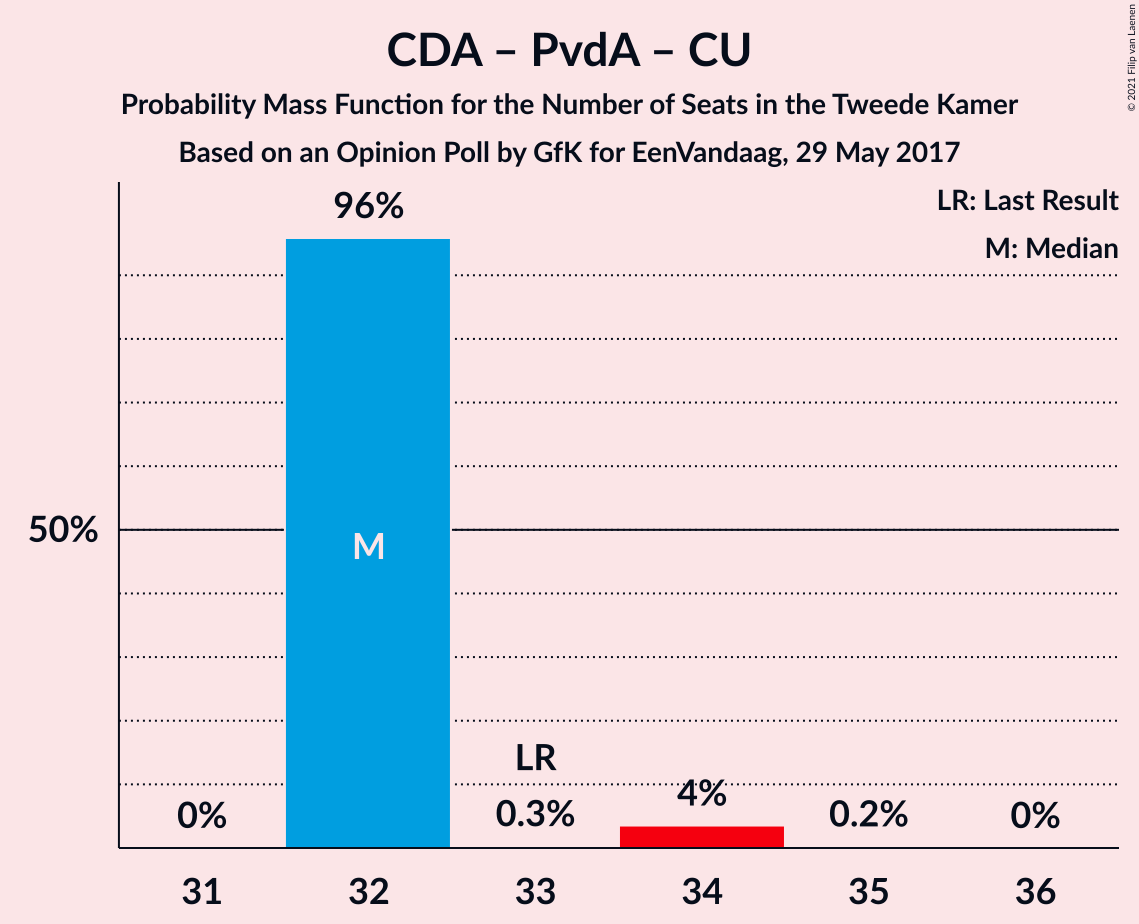 CDA – PvdA – CU
Probability Mass Function for the Number of Seats in the Tweede Kamer
Based on an Opinion Poll by GfK for EenVandaag, 29 May 2017
© 2021 Filip van Laenen
LR: Last Result
M: Median
96%
50%
M
LR
0%
0.3%
4%
0.2%
0%
31
32
33
34
35
36